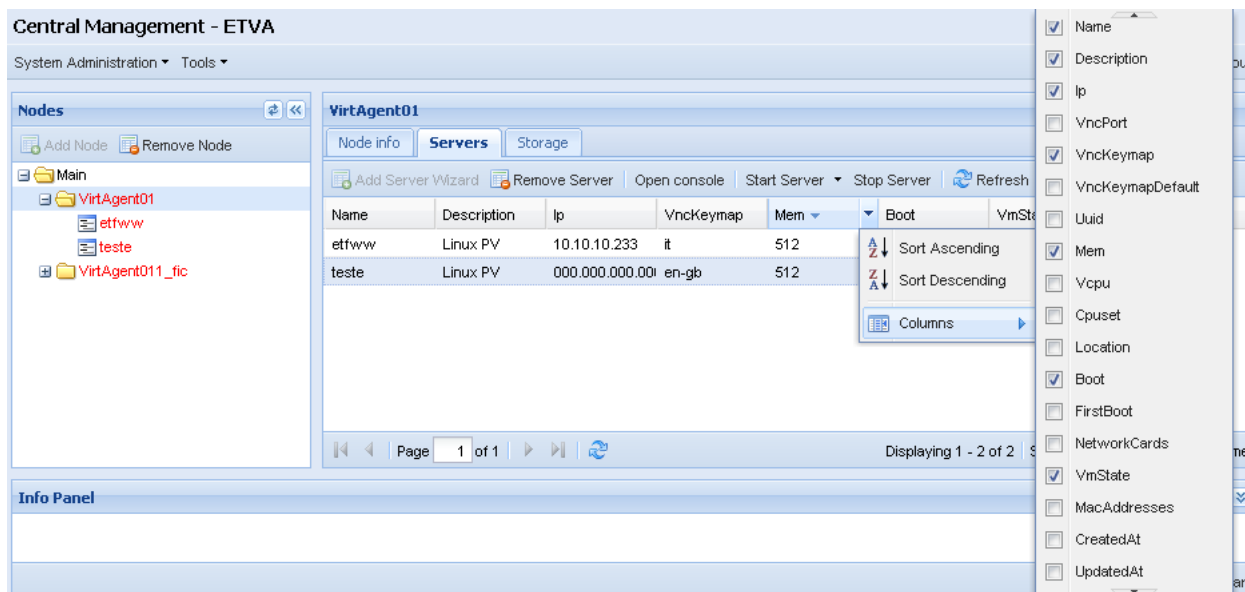 Central Management - ETVA
System Administration Tools
Nodes
Add Node Remove Node
Main
VirtAgent01
etfww
teste
VirtAgent011_fic
VirtAgent01
Node info Servers Storage
Add Server Wizard Remove Server Open console Start Server Stop Server Refresh
Name Description Ip VncKeymap Mem Boot
etfww Linux PV 10.10.10.233 it 512
teste Linux PV 000.000.000.00 en-gb 512
Sort Ascending
Sort Descending
Columns
Page 1 of 1
Displaying 1 - 2 of 2
Info Panel
Name
Description
Ip
VncPort
VncKeymap
VncKeymapDefault
Uuid
Mem
Vcpu
Cpuset
Location
Boot
FirstBoot
NetworkCards
VmState
MacAddresses
CreatedAt
UpdatedAt